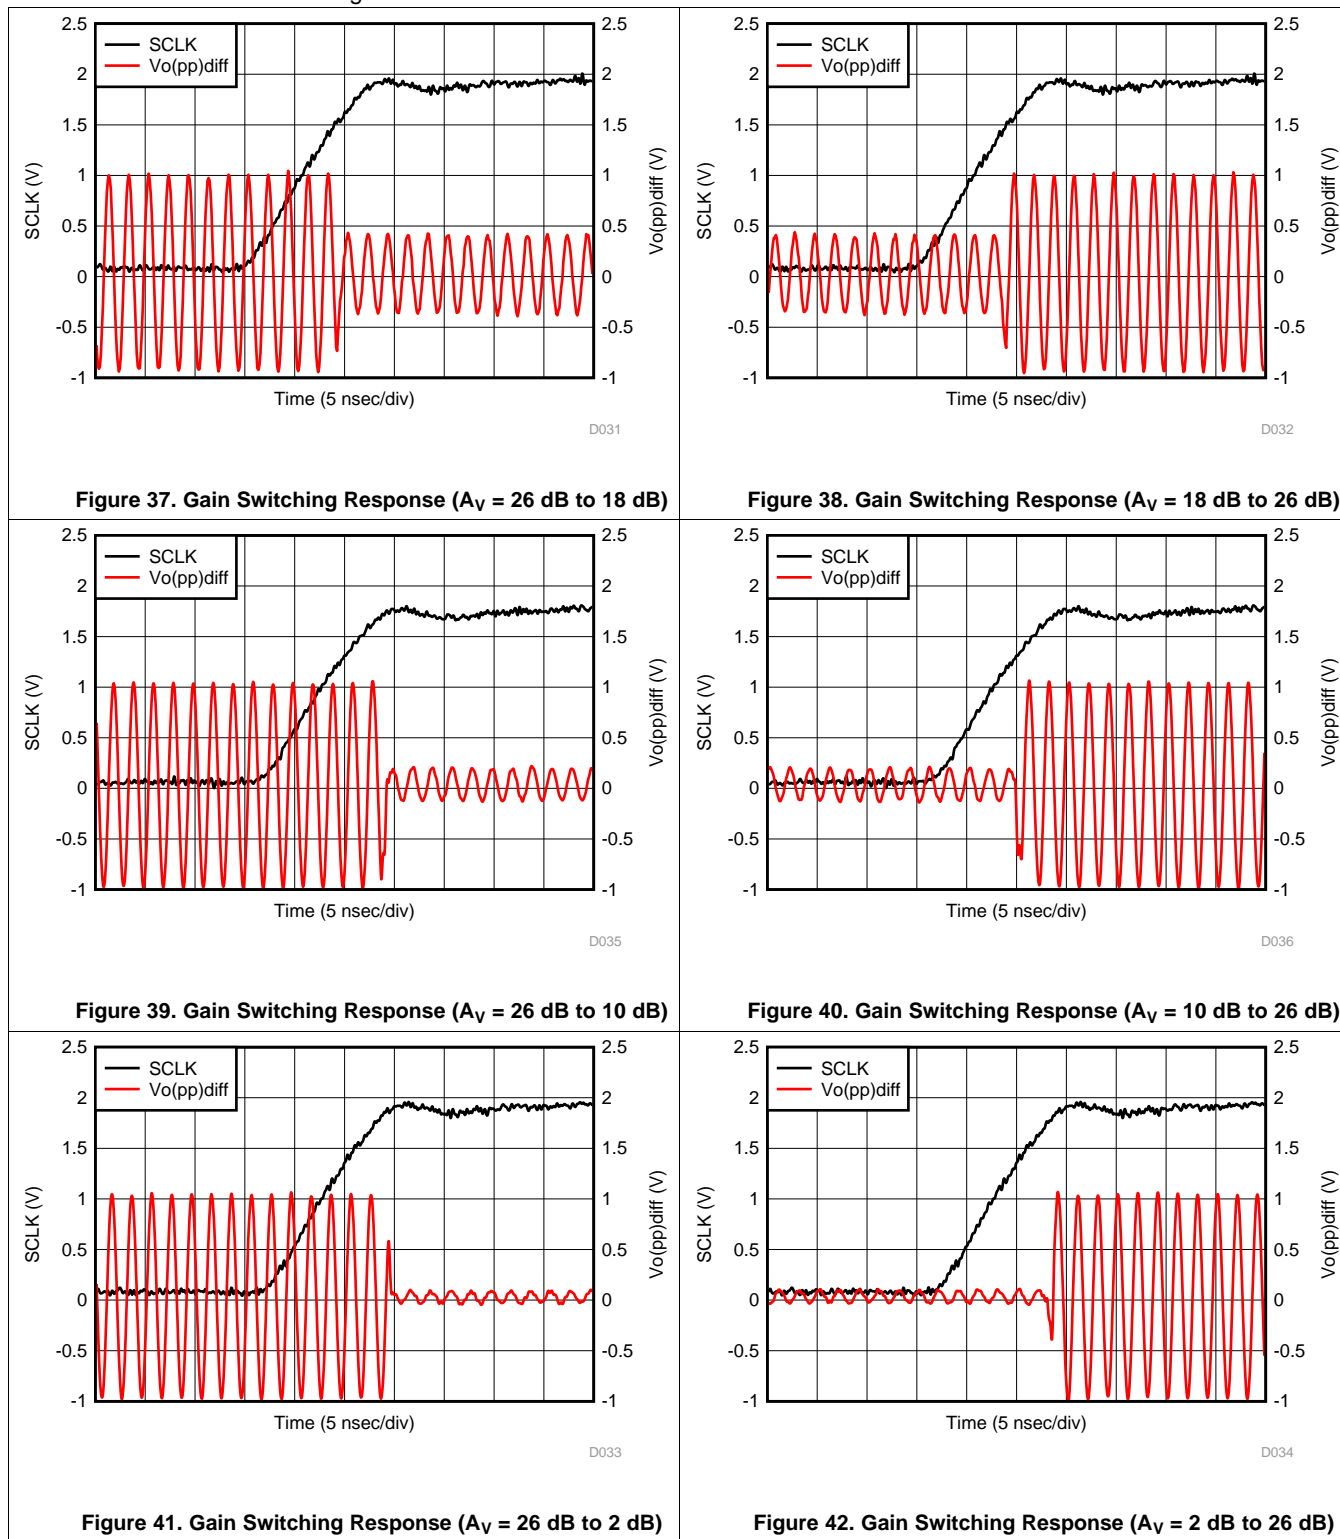 2.5
2
1.5
1
0.5
0
-0.5
-1
SCLK (V)
SCLK
Vo(pp)diff
2.5
2
1.5
1
0.5
0
-0.5
-1
Vo(pp)diff (V)
Time (5 nsec/div)
D031
Figure 37. Gain Switching Response (AV = 26 dB to 18 dB)
2.5
2
1.5
1
0.5
0
-0.5
-1
SCLK (V)
SCLK
Vo(pp)diff
2.5
2
1.5
1
0.5
0
-0.5
-1
Vo(pp)diff (V)
Time (5 nsec/div)
D032
Figure 38. Gain Switching Response (AV = 18 dB to 26 dB)
2.5
2
1.5
1
0.5
0
-0.5
-1
SCLK (V)
SCLK
Vo(pp)diff
2.5
2
1.5
1
0.5
0
-0.5
-1
Vo(pp)diff (V)
Time (5 nsec/div)
D035
Figure 39. Gain Switching Response (AV = 26 dB to 10 dB)
2.5
2
1.5
1
0.5
0
-0.5
-1
SCLK (V)
SCLK
Vo(pp)diff
2.5
2
1.5
1
0.5
0
-0.5
-1
Vo(pp)diff (V)
Time (5 nsec/div)
D036
Figure 40. Gain Switching Response (AV = 10 dB to 26 dB)
2.5
2
1.5
1
0.5
0
-0.5
-1
SCLK (V)
SCLK
Vo(pp)diff
2.5
2
1.5
1
0.5
0
-0.5
-1
Vo(pp)diff (V)
Time (5 nsec/div)
D033
Figure 41. Gain Switching Response (AV = 26 dB to 2 dB)
2.5
2
1.5
1
0.5
0
-0.5
-1
SCLK (V)
SCLK
Vo(pp)diff
2.5
2
1.5
1
0.5
0
-0.5
-1
Vo(pp)diff (V)
Time (5 nsec/div)
D034
Figure 42. Gain Switching Response (AV = 2 dB to 26 dB)